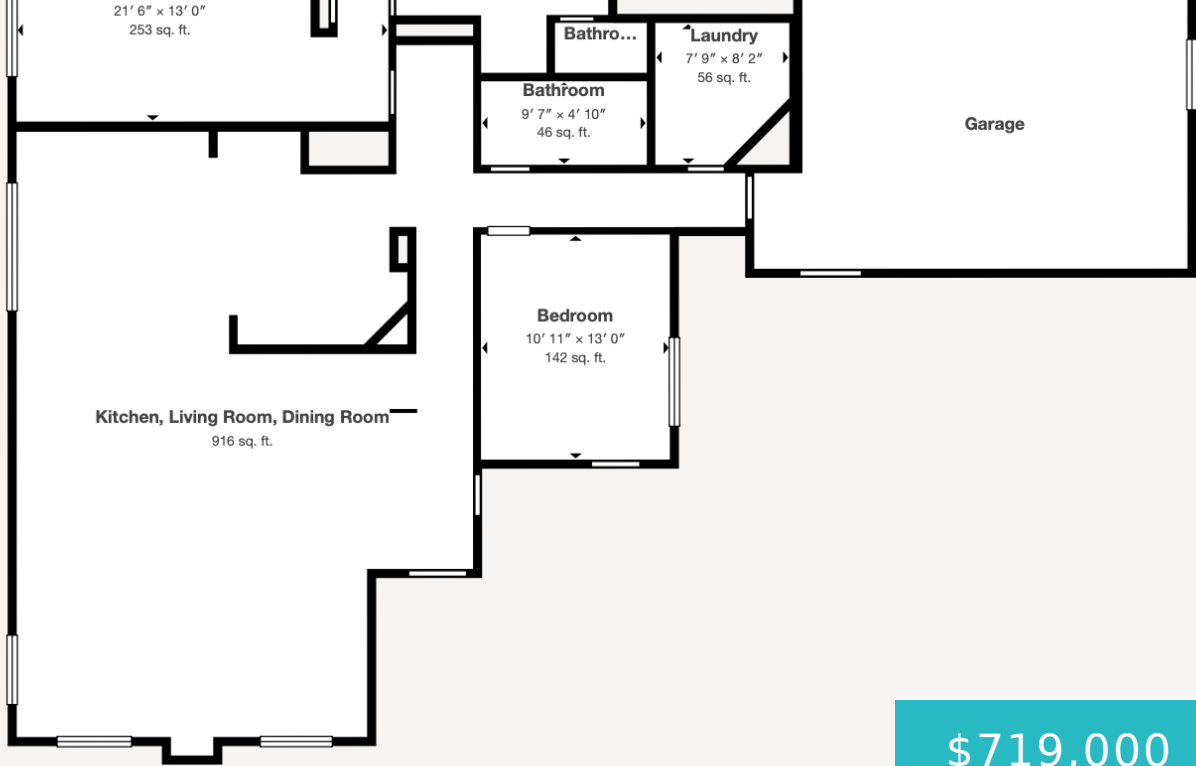 21′ 6″ × 13′ 0″
253 sq. ft.
Bathro...
Laundry
7′ 9″ × 8′ 2″
56 sq. ft.
Bathroom
9′ 7″ × 4′ 10″
46 sq. ft.
Garage
Bedroom
10′ 11″ × 13′ 0″
142 sq. ft.
Kitchen, Living Room, Dining Room
916 sq. ft.
$719,000